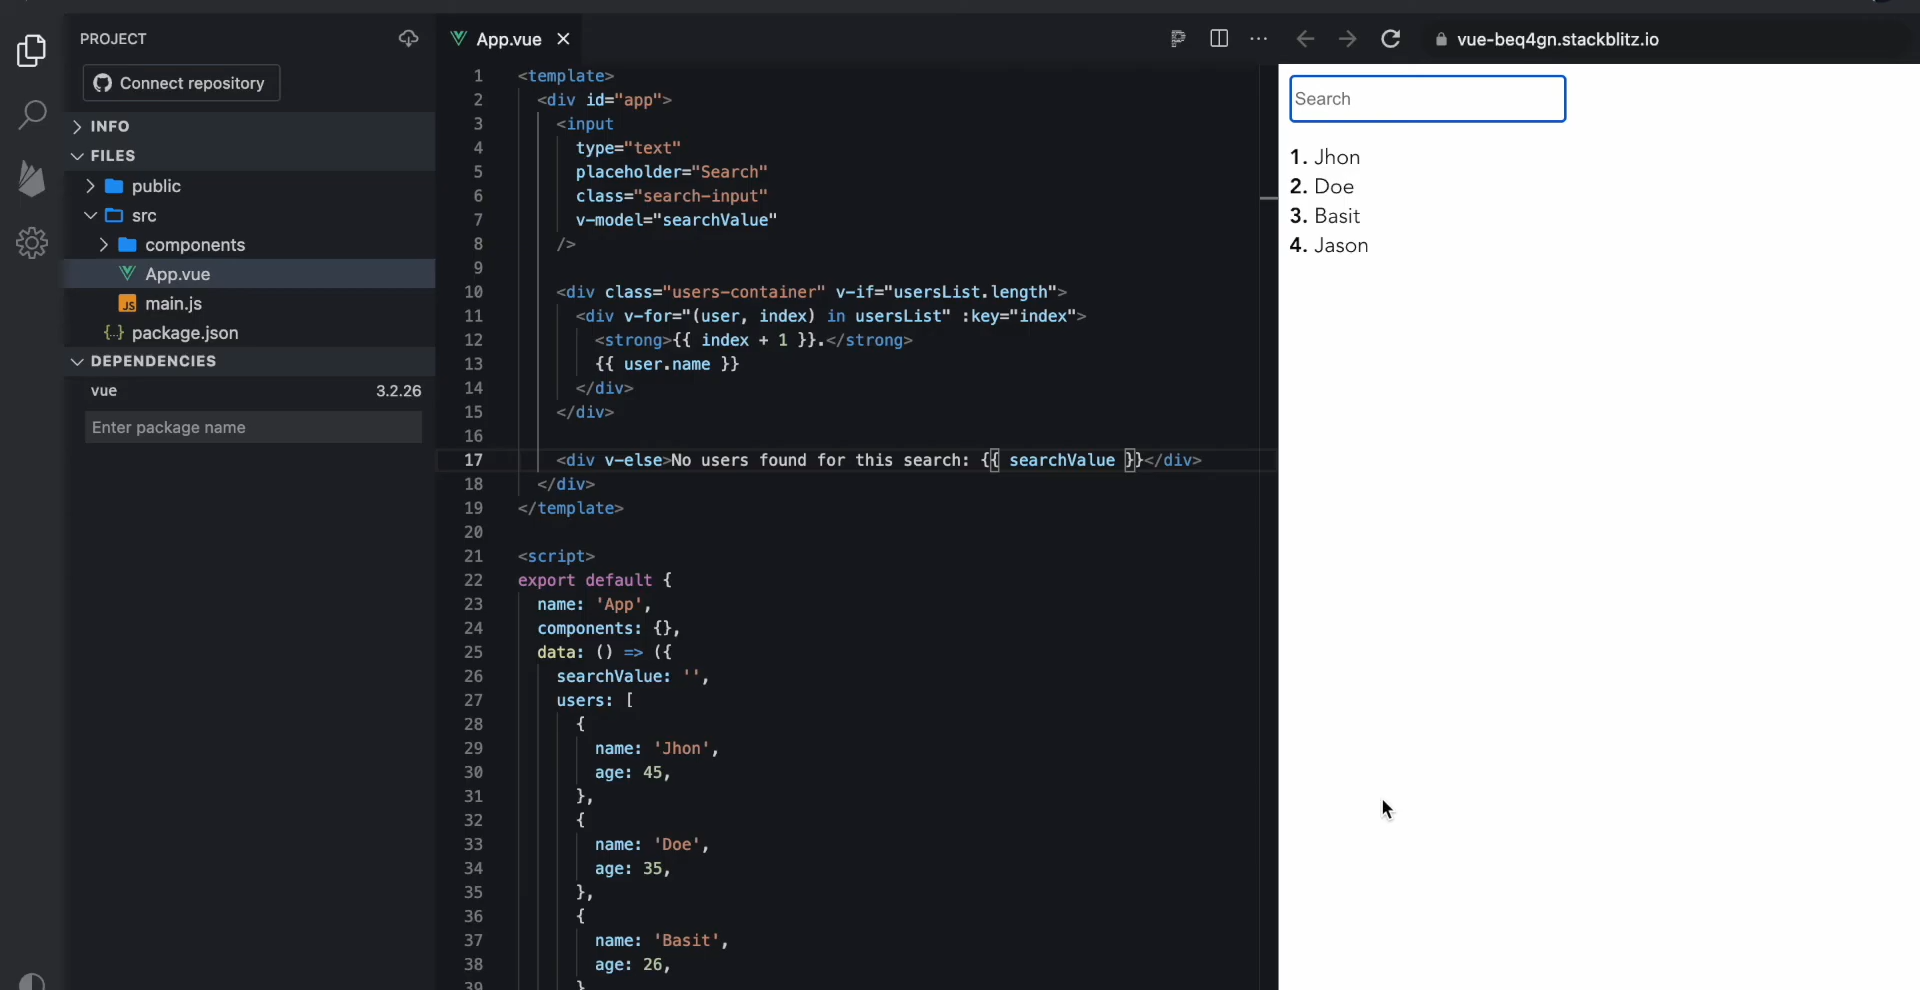 PROJECT
Connect repository
INFO
FILES
public
src
components
App.vue
JS main.js
{..} package.json
DEPENDENCIES
vue 3.2.26
Enter package name
App.vue
1 <template>
2 <div id="app">
3 <input
4 type="text"
5 placeholder="Search"
6 class="search-input"
7 v-model="searchValue"
8 />
9
10 <div class="users-container" v-if="usersList.length">
11 <div v-for="(user, index) in usersList" :key="index">
12 <strong>{{ index + 1 }}.</strong>
13 {{ user.name }}
14 </div>
15 </div>
16
17 <div v-else>No users found for this search: {{ searchValue }}</div>
18 </div>
19 </template>
20
21 <script>
22 export default {
23 name: 'App',
24 components: {},
25 data: () => ({
26 searchValue: '',
27 users: [
28 {
29 name: 'Jhon',
30 age: 45,
31 },
32 {
33 name: 'Doe',
34 age: 35,
35 },
36 {
37 name: 'Basit',
38 age: 26,
39 }
vue-beq4gn.stackblitz.io
Search
1. Jhon
2. Doe
3. Basit
4. Jason